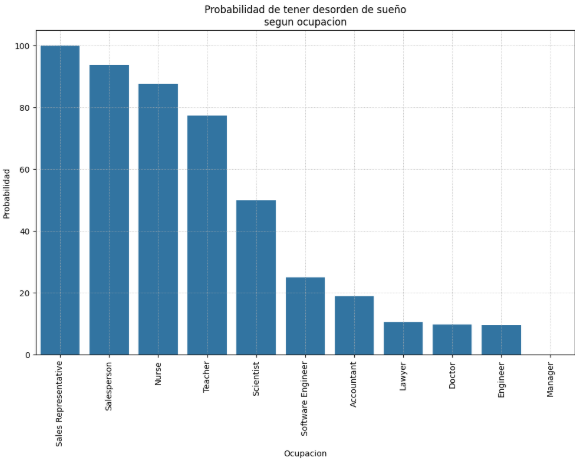 Probabilidad de tener desorden de sueño
segun ocupacion
Probabilidad
100
80
60
40
20
0
Sales Representative
Salesperson
Nurse
Teacher
Scientist
Software Engineer
Accountant
Lawyer
Doctor
Engineer
Manager
Ocupacion